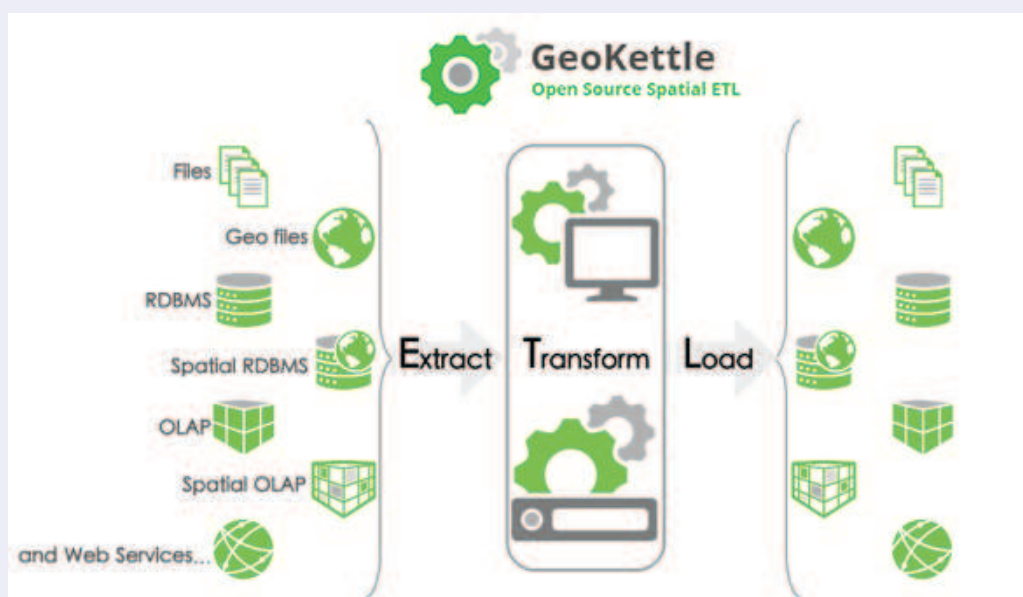 GeoKettle
Open Source Spatial ETL
Files
Geo files
RDBMS
Spatial RDBMS
OLAP
Spatial OLAP
and Web Services...
Extract
Transform
Load